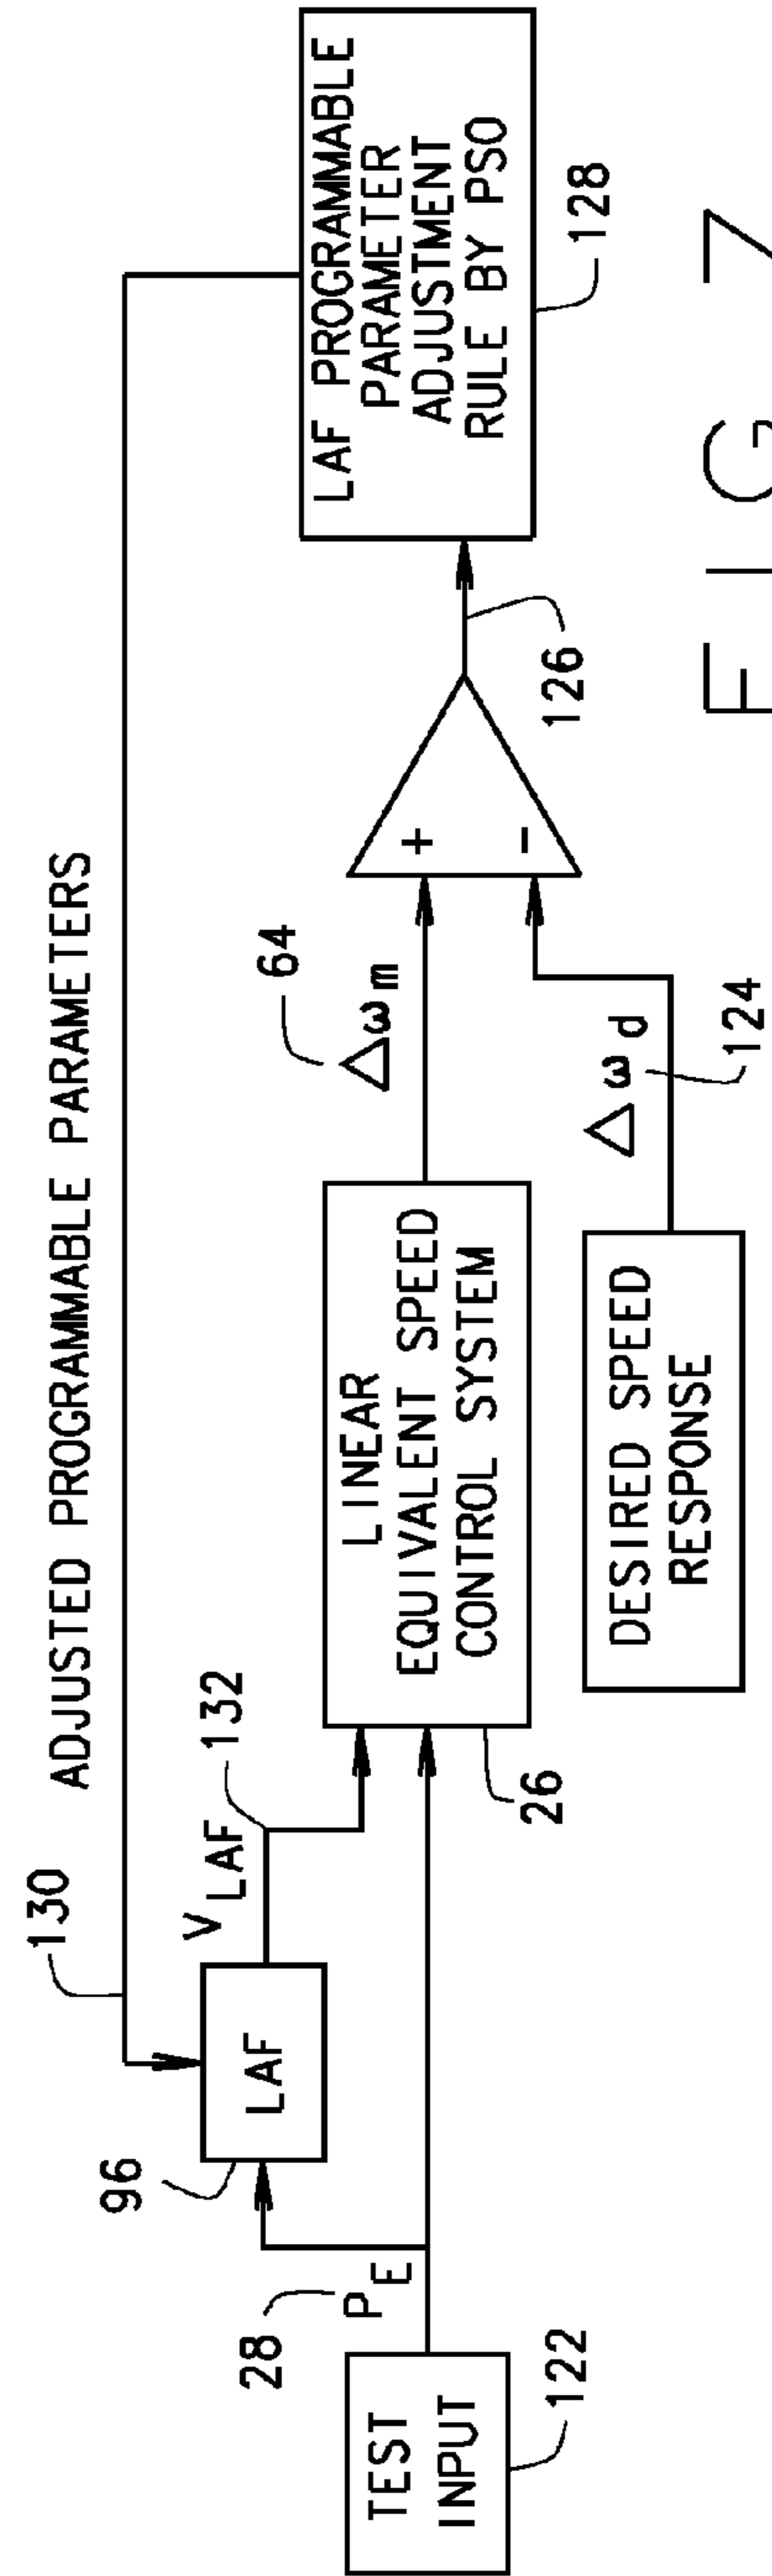 130
ADJUSTED PROGRAMMABLE PARAMETERS
96
LAF
V LAF
132
28
P E
TEST
INPUT
122
LINEAR
EQUIVALENT SPEED
CONTROL SYSTEM
26
64
Δω m
DESIRED SPEED
RESPONSE
Δω d
124
+
-
126
LAF PROGRAMMABLE
PARAMETER
ADJUSTMENT
RULE BY PSO
128
FIG 7